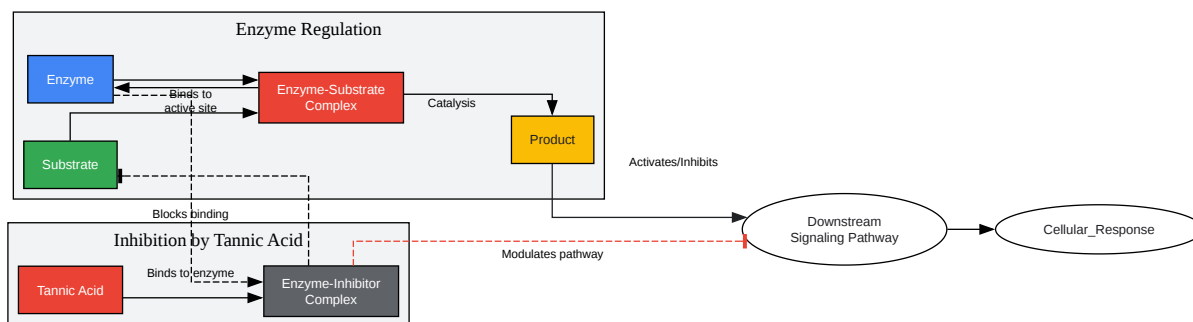 Enzyme Regulation
Enzyme
Binds to
active site
Enzyme-Substrate
Complex
Catalysis
Product
Substrate
Activates/Inhibits
Blocks binding
Downstream
Signaling Pathway
Cellular_Response
Inhibition by Tannic Acid
Modulates pathway
Binds to enzyme
Tannic Acid
Enzyme-Inhibitor
Complex